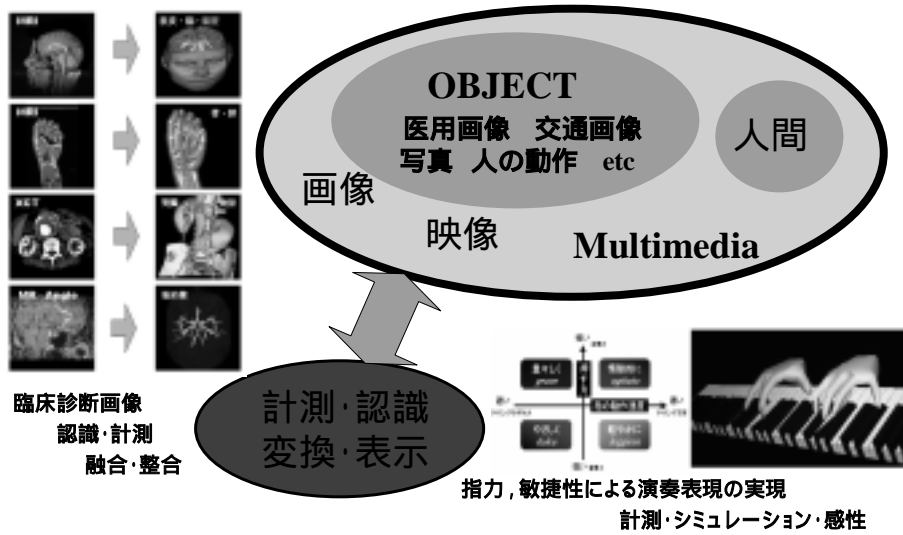 OBJECT
医用画像 交通画像
写真 人の動作 etc
人間
画像
映像
Multimedia
計測·認識
変換·表示
臨床診断画像
認識·計測
融合·整合
指力,敏捷性による演奏表現の実現
計測·シミュレーション·感性